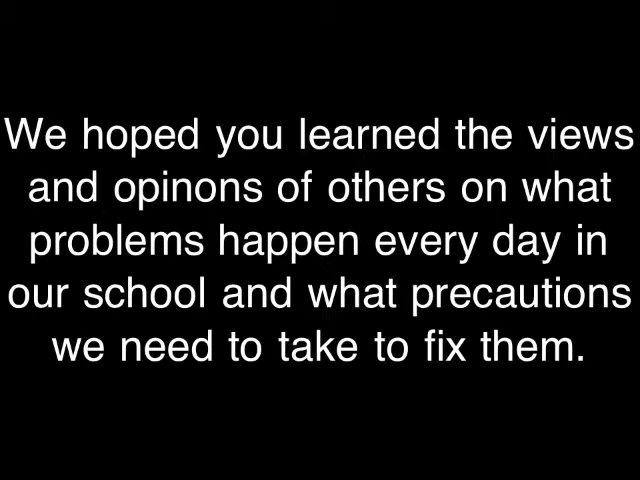 We hoped you learned the views
and opinons of others on what
problems happen every day in
our school and what precautions
we need to take to fix them.